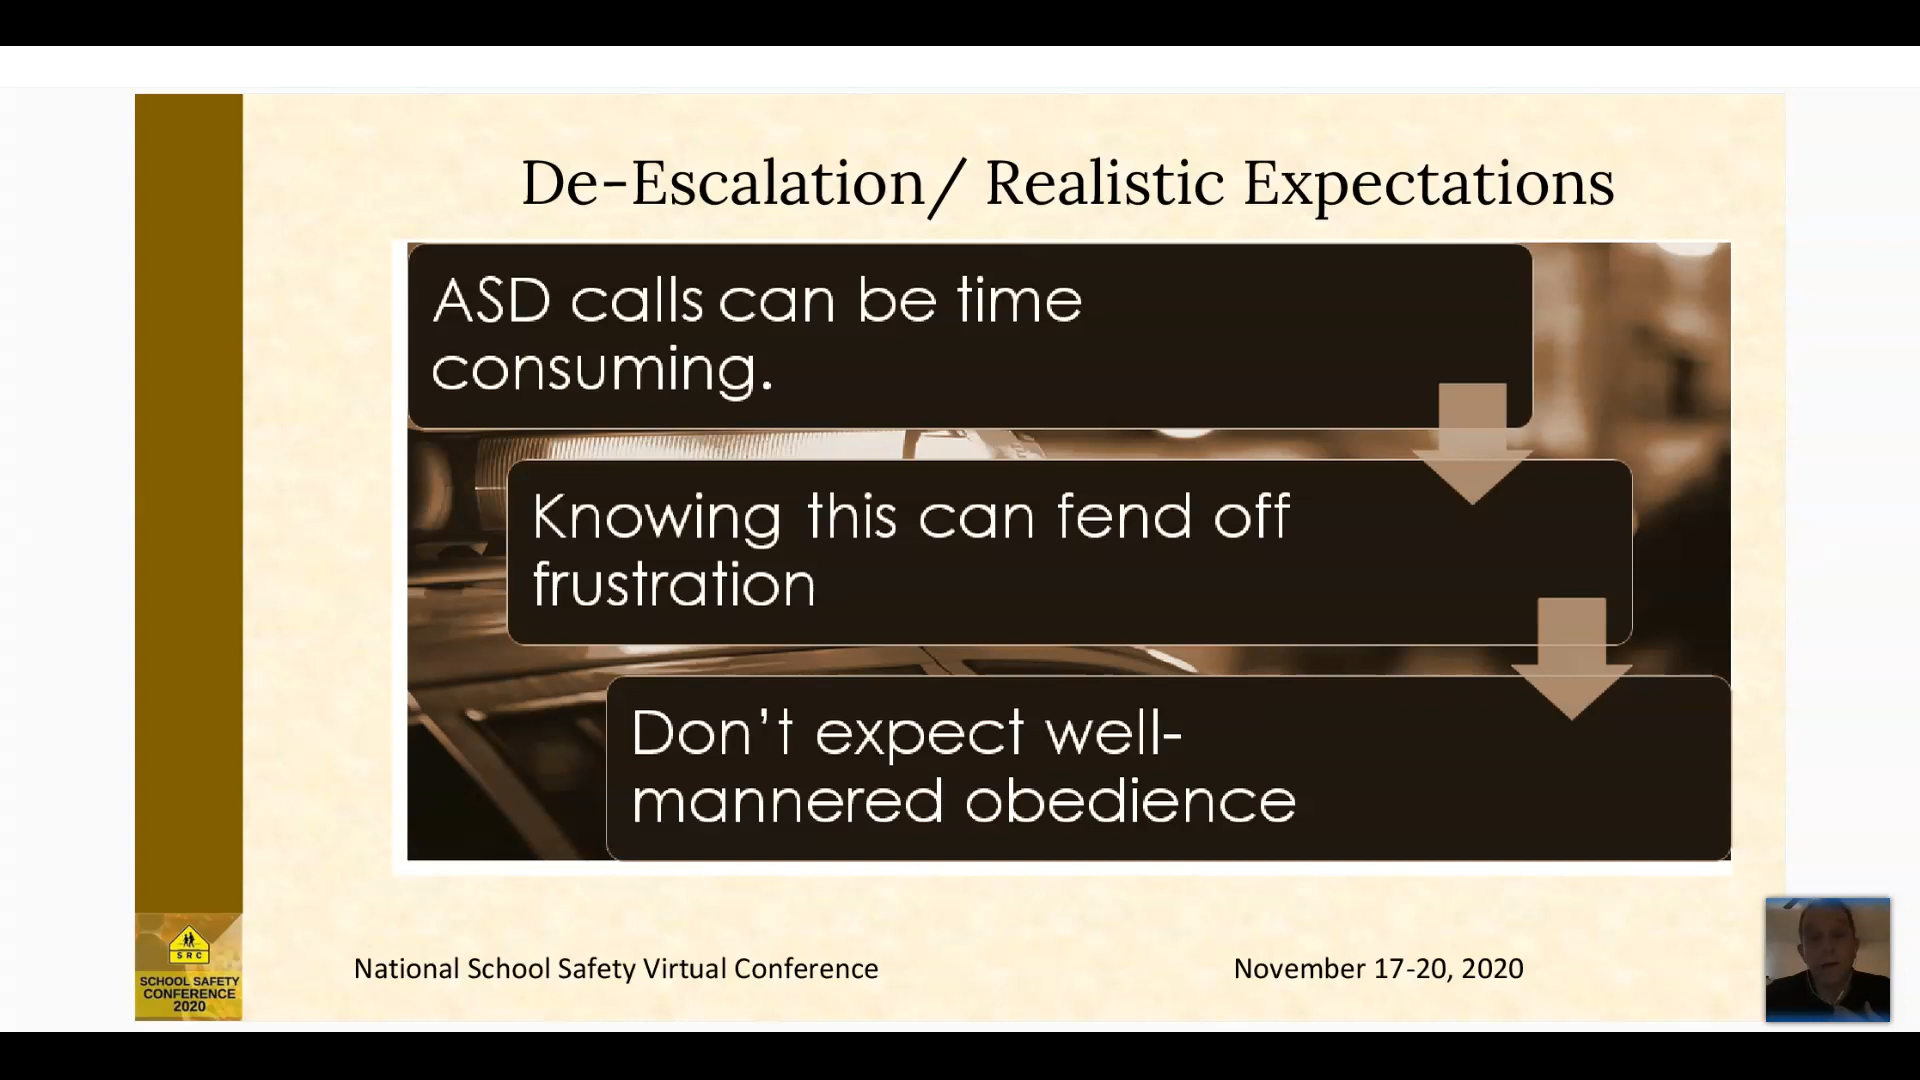 De-Escalation/ Realistic Expectations
ASD calls can be time
consuming.
Knowing this can fend off
frustration
Don’t expect well-
mannered obedience
SRC
SCHOOL SAFETY
CONFERENCE
2020
National School Safety Virtual Conference
November 17-20, 2020